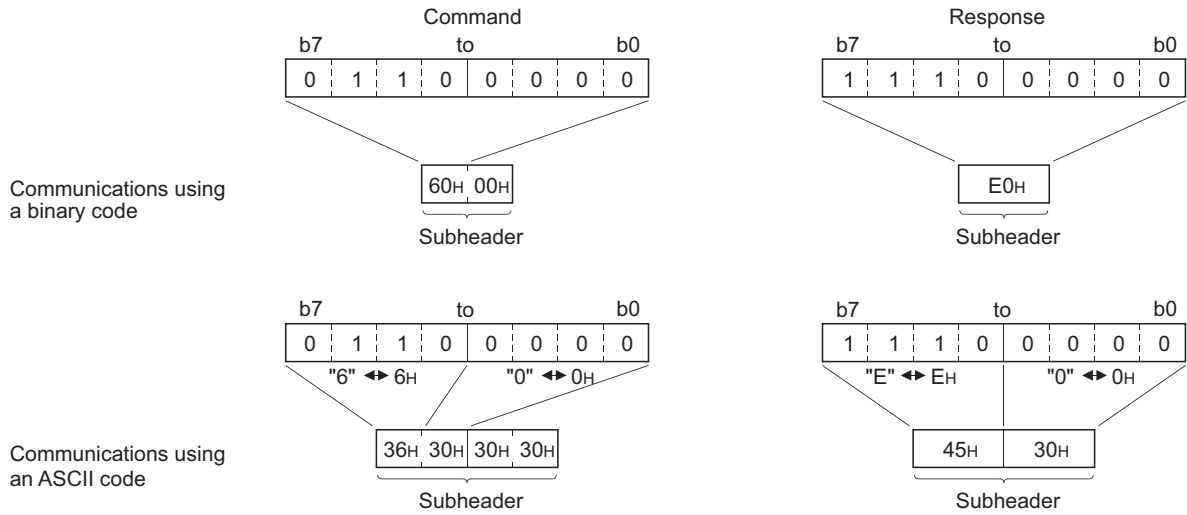 Command
b7 to b0
0 1 1 0 0 0 0 0
Communications using
a binary code
60H 00H
Subheader
Response
b7 to b0
1 1 1 0 0 0 0 0
E0H
Subheader
b7 to b0
0 1 1 0 0 0 0 0
"6" ↔ 6H "0" ↔ 0H
Communications using
an ASCII code
36H 30H 30H 30H
Subheader
b7 to b0
1 1 1 0 0 0 0 0
"E" ↔ EH "0" ↔ 0H
45H 30H
Subheader